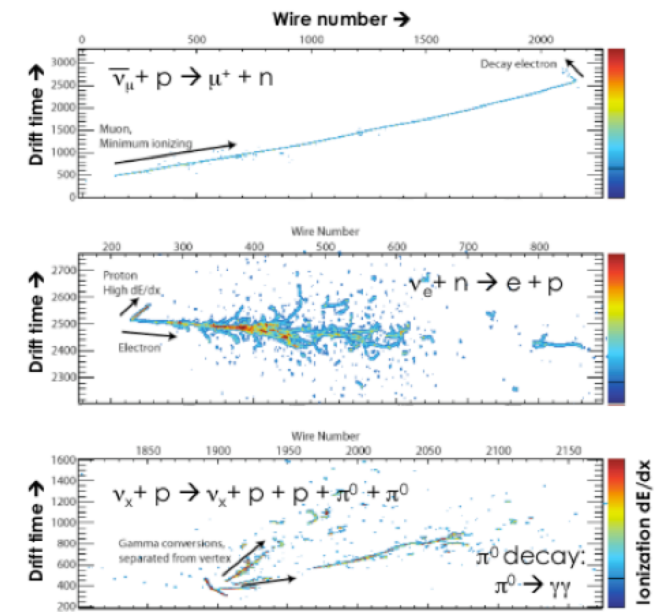 Wire number →
0 500 1000 1500 2000
Drift time →
3000
2500
2000
1500
1000
500
0
ν̅μ + p → μ⁺ + n
Decay electron
Muon,
Minimum ionizing
Wire Number
200 300 400 500 600 700 800
Drift time →
2700
2600
2500
2400
2300
Proton
High dE/dx
νe + n → e + p
Electron
Wire Number
1850 1900 1950 2000 2050 2100 2150
Drift time →
1600
1400
1200
1000
800
600
400
200
νx + p → νx + p + p + π⁰ + π⁰
Gamma conversions,
separated from vertex
π⁰ decay:
π⁰ → γγ
Ionization dE/dx